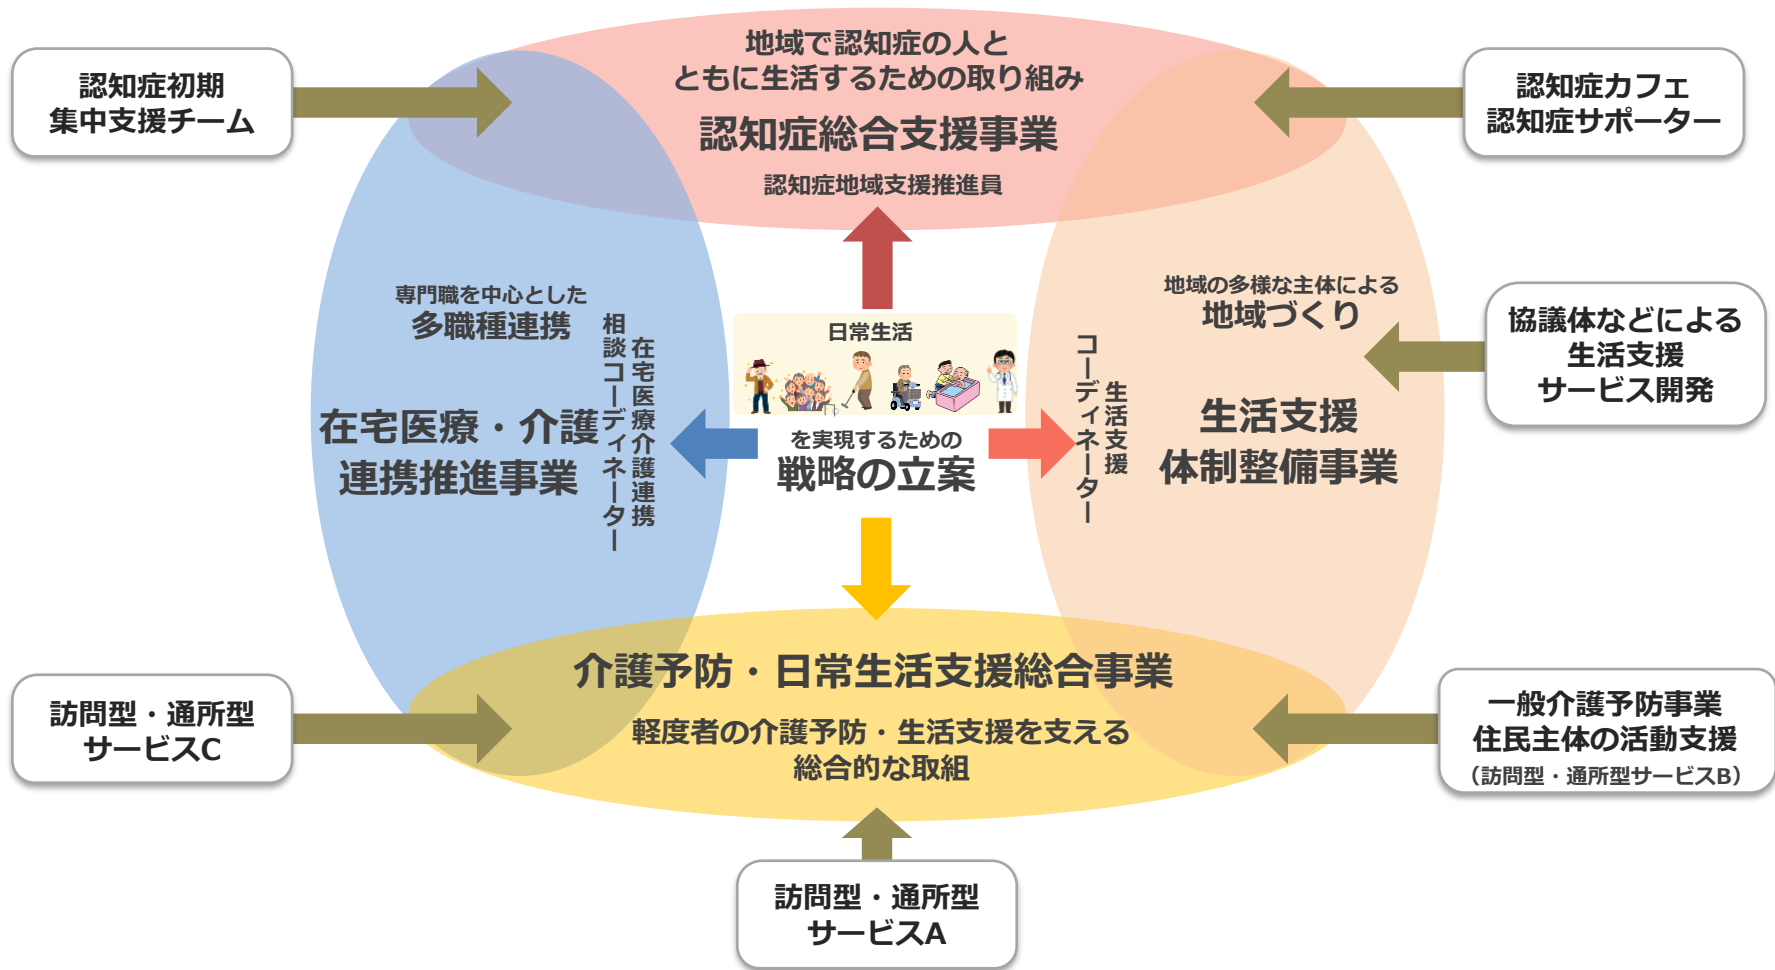 地域で認知症の人と
ともに生活するための取り組み
認知症総合支援事業
認知症地域支援推進員
認知症初期
集中支援チーム
認知症カフェ
認知症サポーター
専門職を中心とした
多職種連携
在宅医療・介護
連携推進事業
在宅医療介護連携
相談コーディネーター
日常生活
を実現するための
戦略の立案
生活支援
コーディネーター
地域の多様な主体による
地域づくり
生活支援
体制整備事業
協議体などによる
生活支援
サービス開発
介護予防・日常生活支援総合事業
軽度者の介護予防・生活支援を支える
総合的な取組
訪問型・通所型
サービスC
一般介護予防事業
住民主体の活動支援
（訪問型・通所型サービスB）
訪問型・通所型
サービスA